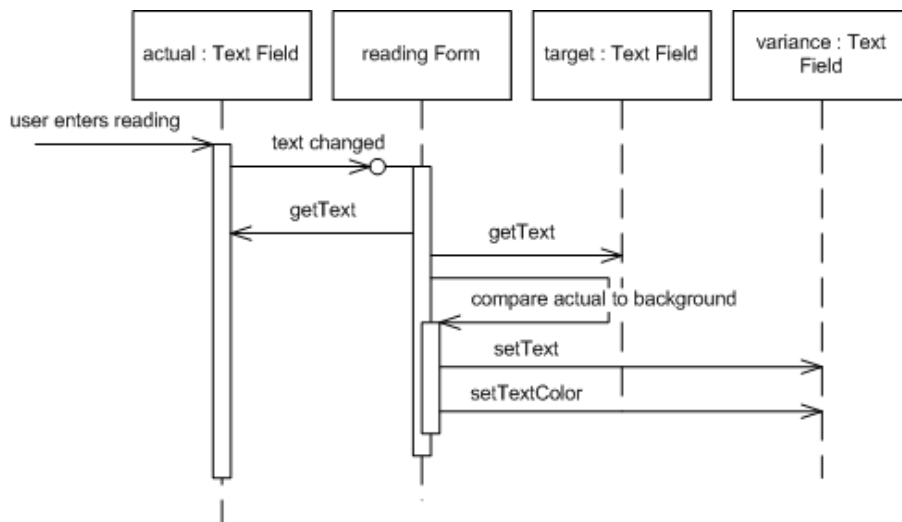 actual : Text Field
reading Form
target : Text Field
variance : Text
Field
user enters reading
text changed
getText
getText
compare actual to background
setText
setTextColor